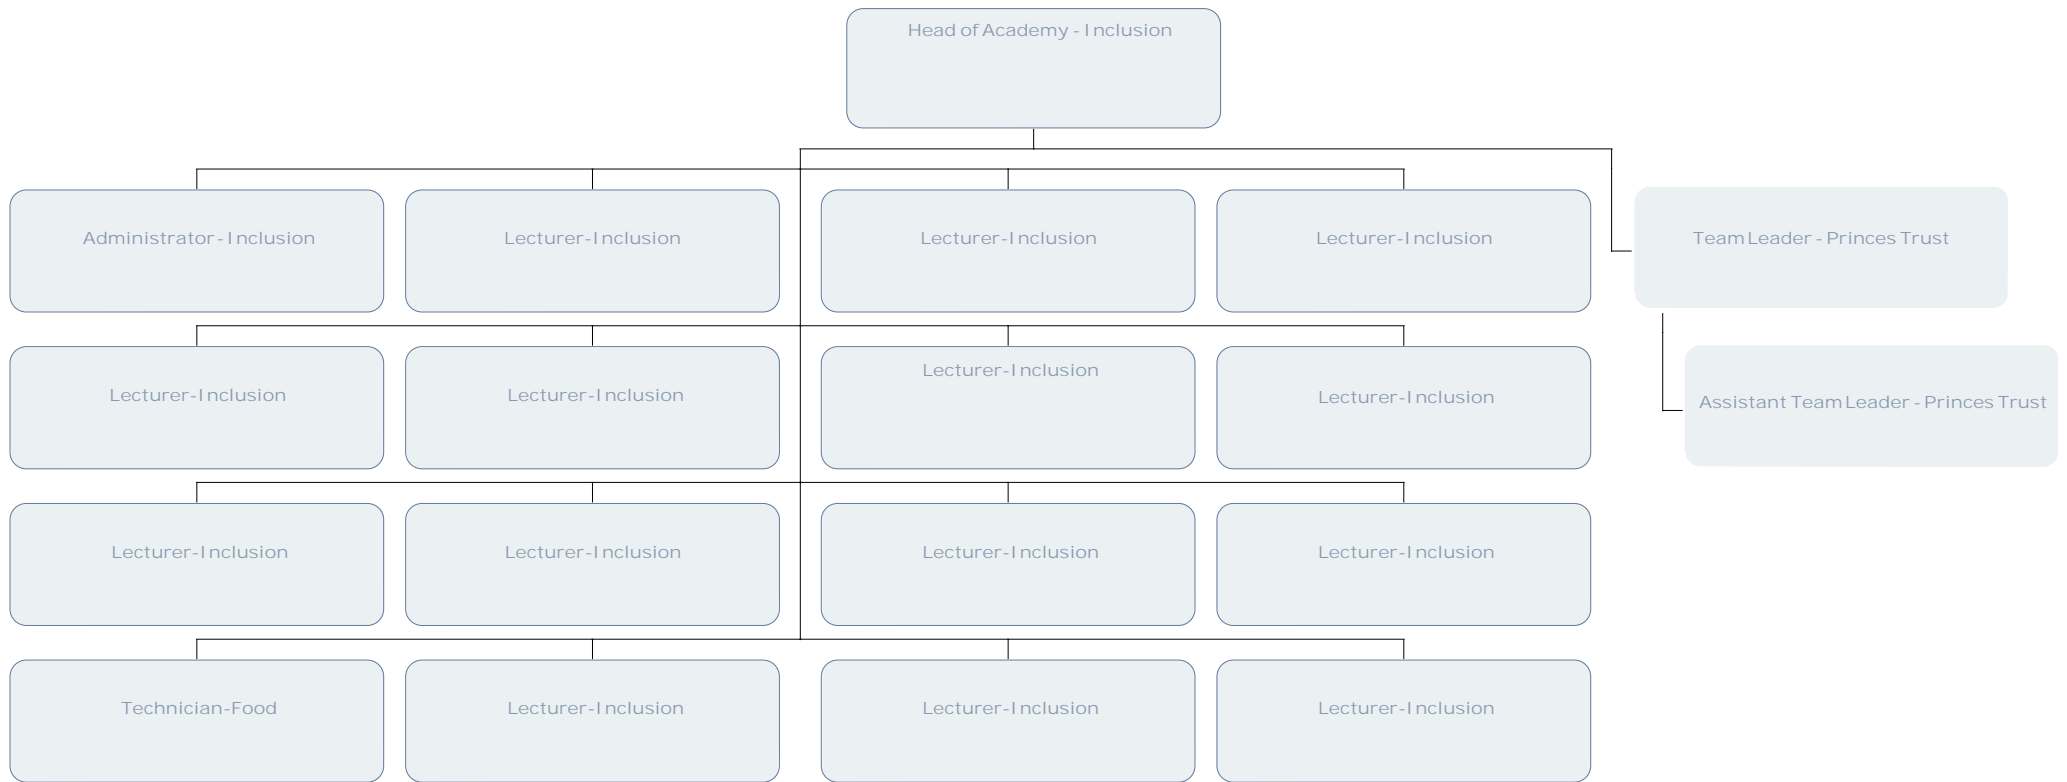 Head of Academy - Inclusion
Administrator - Inclusion
Lecturer-Inclusion
Lecturer-Inclusion
Lecturer-Inclusion
Team Leader - Princes Trust
Lecturer-Inclusion
Lecturer-Inclusion
Lecturer-Inclusion
Lecturer-Inclusion
Assistant Team Leader - Princes Trust
Lecturer-Inclusion
Lecturer-Inclusion
Lecturer-Inclusion
Lecturer-Inclusion
Technician-Food
Lecturer-Inclusion
Lecturer-Inclusion
Lecturer-Inclusion